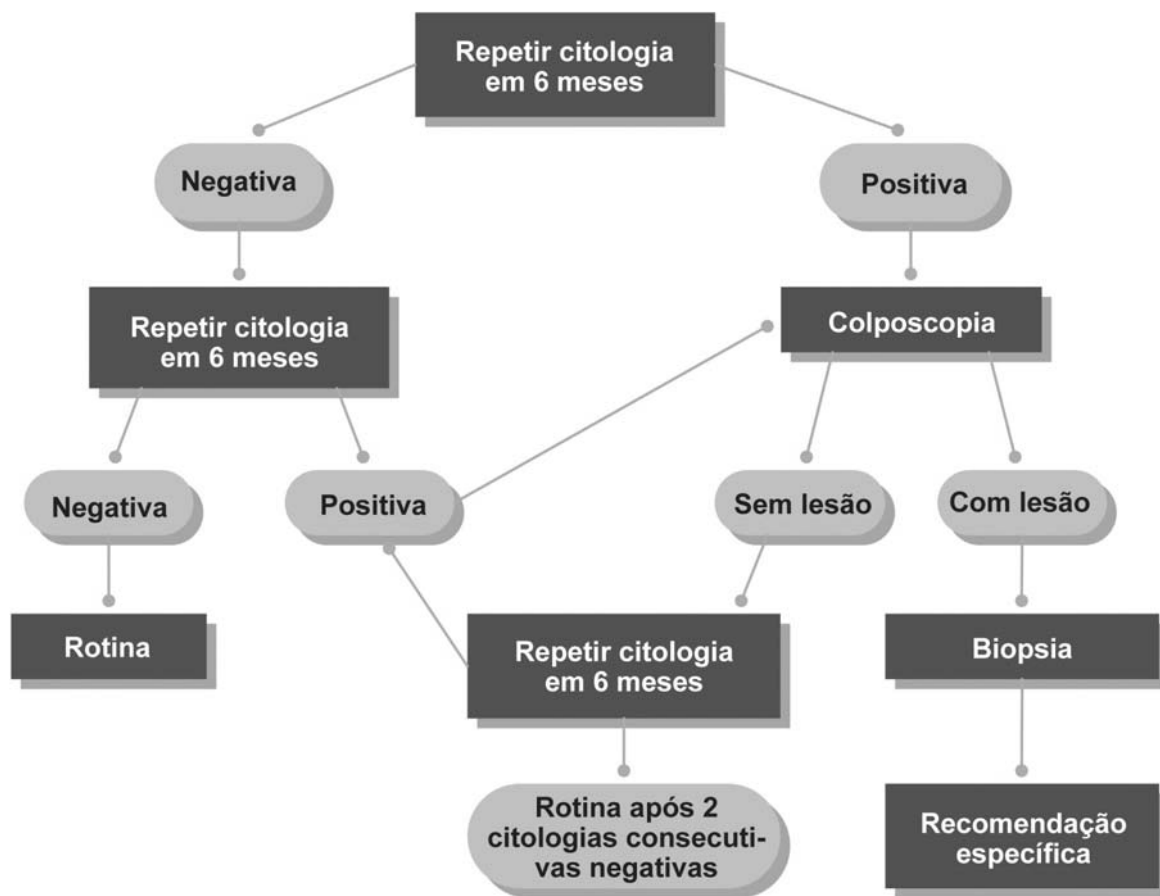 Repetir citologia
em 6 meses
Negativa
Positiva
Repetir citologia
em 6 meses
Colposcopia
Negativa
Positiva
Sem lesão
Com lesão
Rotina
Repetir citologia
em 6 meses
Biopsia
Rotina após 2
citologias consecuti-
vas negativas
Recomendação
específica